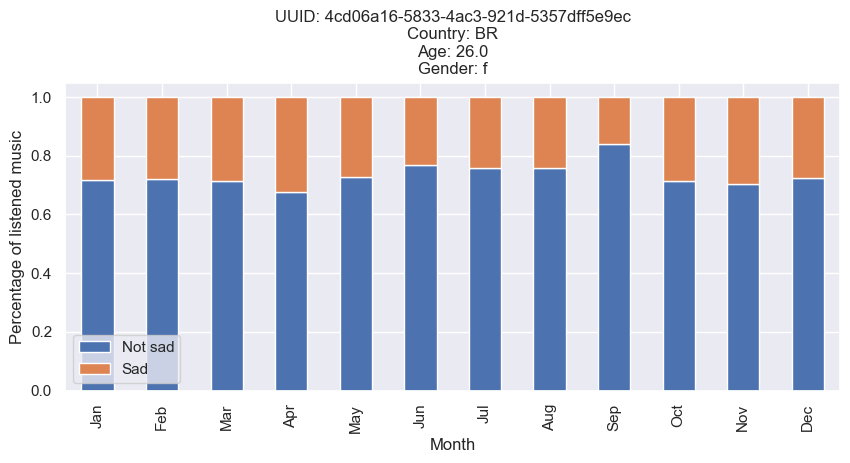 UUID: 4cd06a16-5833-4ac3-921d-5357dff5e9ec
Country: BR
Age: 26.0
Gender: f
Percentage of listened music
1.0
0.8
0.6
0.4
0.2
0.0
Not sad
Sad
Jan
Feb
Mar
Apr
May
Jun
Jul
Aug
Sep
Oct
Nov
Dec
Month